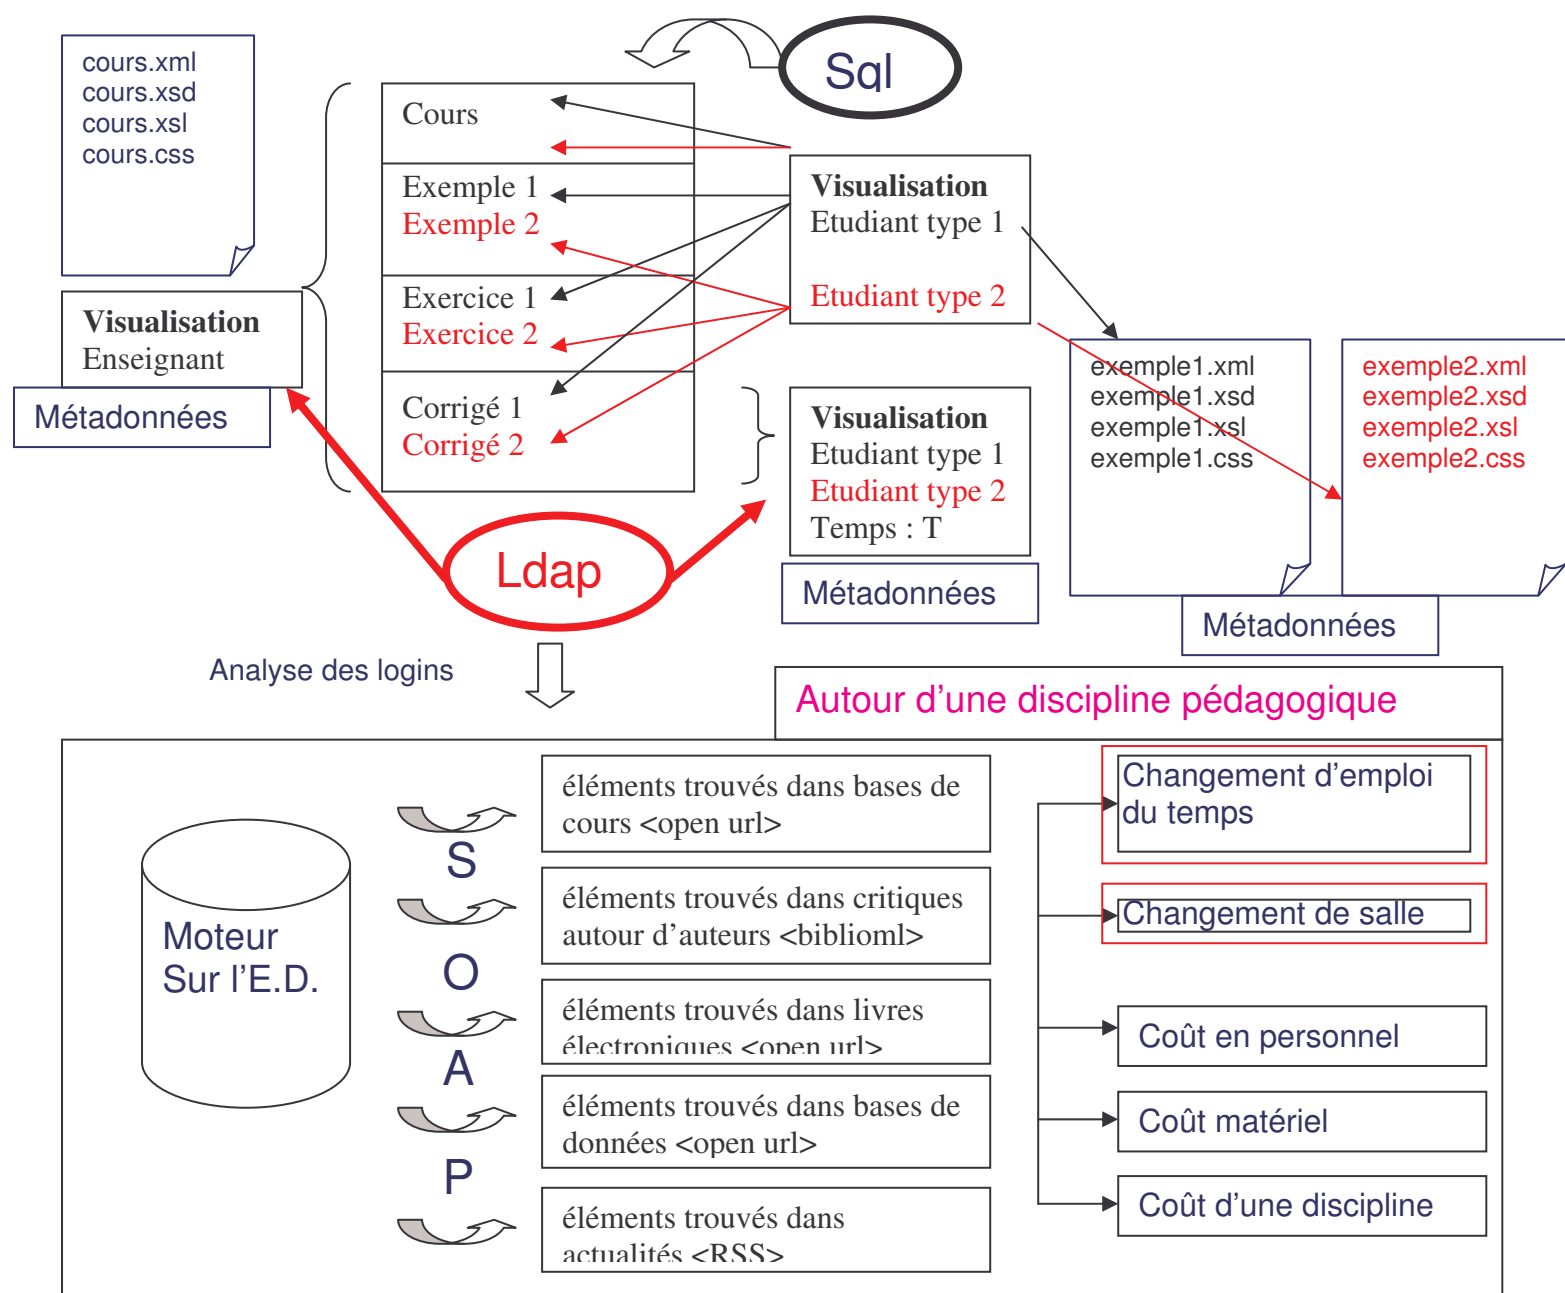 cours.xml
cours.xsd
cours.xsl
cours.css
Sql
Cours
Exemple 1
Exemple 2
Exercice 1
Exercice 2
Corrigé 1
Corrigé 2
Visualisation
Enseignant
Métadonnées
Visualisation
Etudiant type 1
Etudiant type 2
Visualisation
Etudiant type 1
Etudiant type 2
Temps : T
Métadonnées
exemple1.xml
exemple1.xsd
exemple1.xsl
exemple1.css
exemple2.xml
exemple2.xsd
exemple2.xsl
exemple2.css
Métadonnées
Ldap
Analyse des logins
Autour d’une discipline pédagogique
Moteur
Sur l’E.D.
S
O
A
P
éléments trouvés dans bases de
cours <open url>
éléments trouvés dans critiques
autour d’auteurs <biblioml>
éléments trouvés dans livres
électroniques <open url>
éléments trouvés dans bases de
données <open url>
éléments trouvés dans
actualités <RSS>
Changement d’emploi
du temps
Changement de salle
Coût en personnel
Coût matériel
Coût d’une discipline